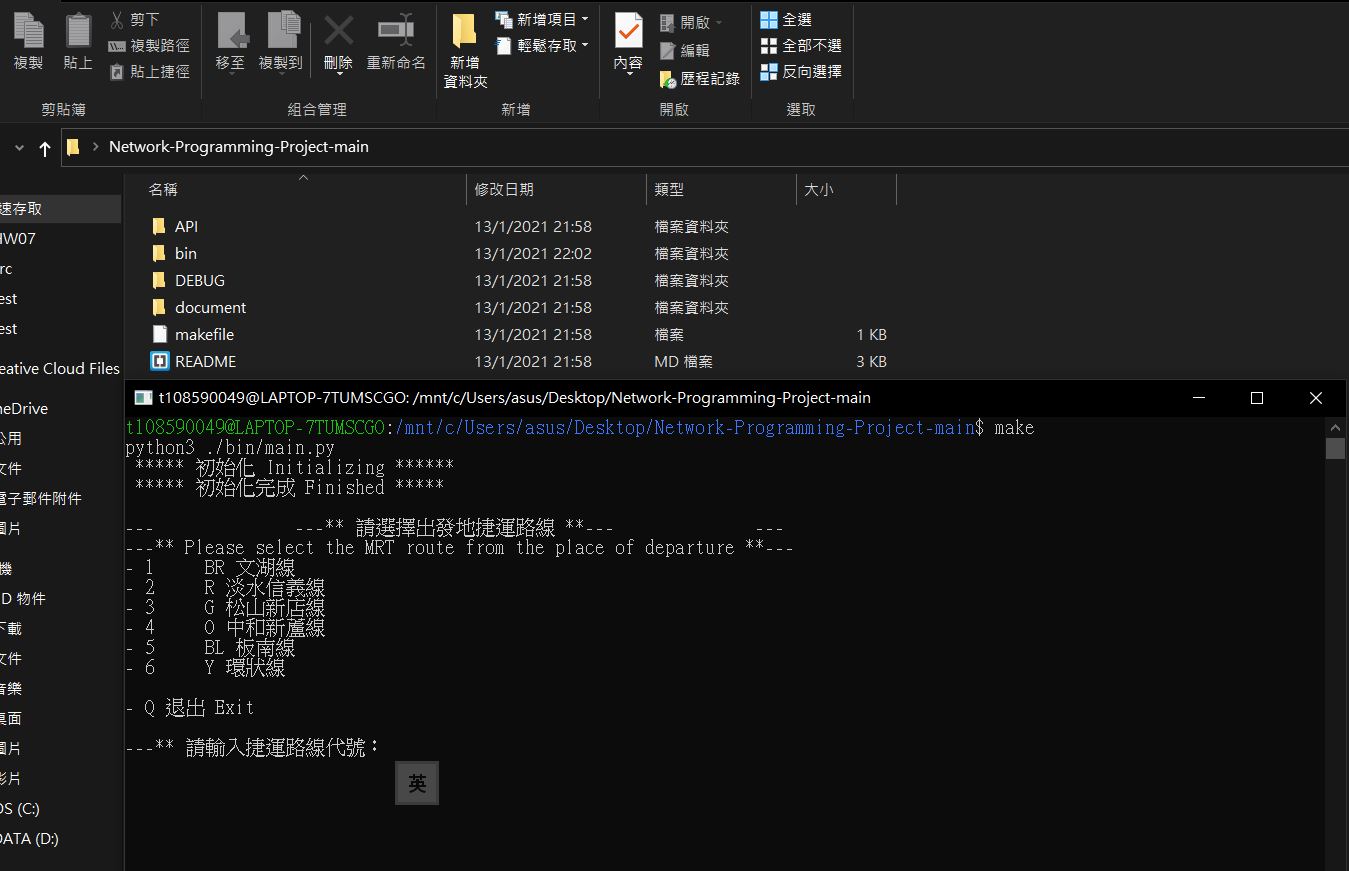 複製
貼上
剪下
複製路徑
貼上捷徑
剪貼簿
移至
複製到
刪除
重新命名
組合管理
新增
資料夾
新增項目
輕鬆存取
新增
內容
開啟
編輯
歷程記錄
開啟
全選
全部不選
反向選擇
選取
Network-Programming-Project-main
名稱 修改日期 類型 大小
API 13/1/2021 21:58 檔案資料夾
bin 13/1/2021 22:02 檔案資料夾
DEBUG 13/1/2021 21:58 檔案資料夾
document 13/1/2021 21:58 檔案資料夾
makefile 13/1/2021 21:58 檔案 1 KB
README 13/1/2021 21:58 MD 檔案 3 KB
速存取
HW07
rc
est
est
eative Cloud Files
neDrive
公用
文件
電子郵件附件
圖片
機
D 物件
下載
文件
音樂
桌面
圖片
影片
OS (C:)
DATA (D:)
t108590049@LAPTOP-7TUMSCGO: /mnt/c/Users/asus/Desktop/Network-Programming-Project-main
t108590049@LAPTOP-7TUMSCGO:/mnt/c/Users/asus/Desktop/Network-Programming-Project-main$ make
python3 ./bin/main.py
***** 初始化 Initializing ******
***** 初始化完成 Finished *****
--- ---** 請選擇出發地捷運路線 **--- ---
---** Please select the MRT route from the place of departure **---
- 1 BR 文湖線
- 2 R 淡水信義線
- 3 G 松山新店線
- 4 O 中和新蘆線
- 5 BL 板南線
- 6 Y 環狀線
- Q 退出 Exit
---** 請輸入捷運路線代號：
英